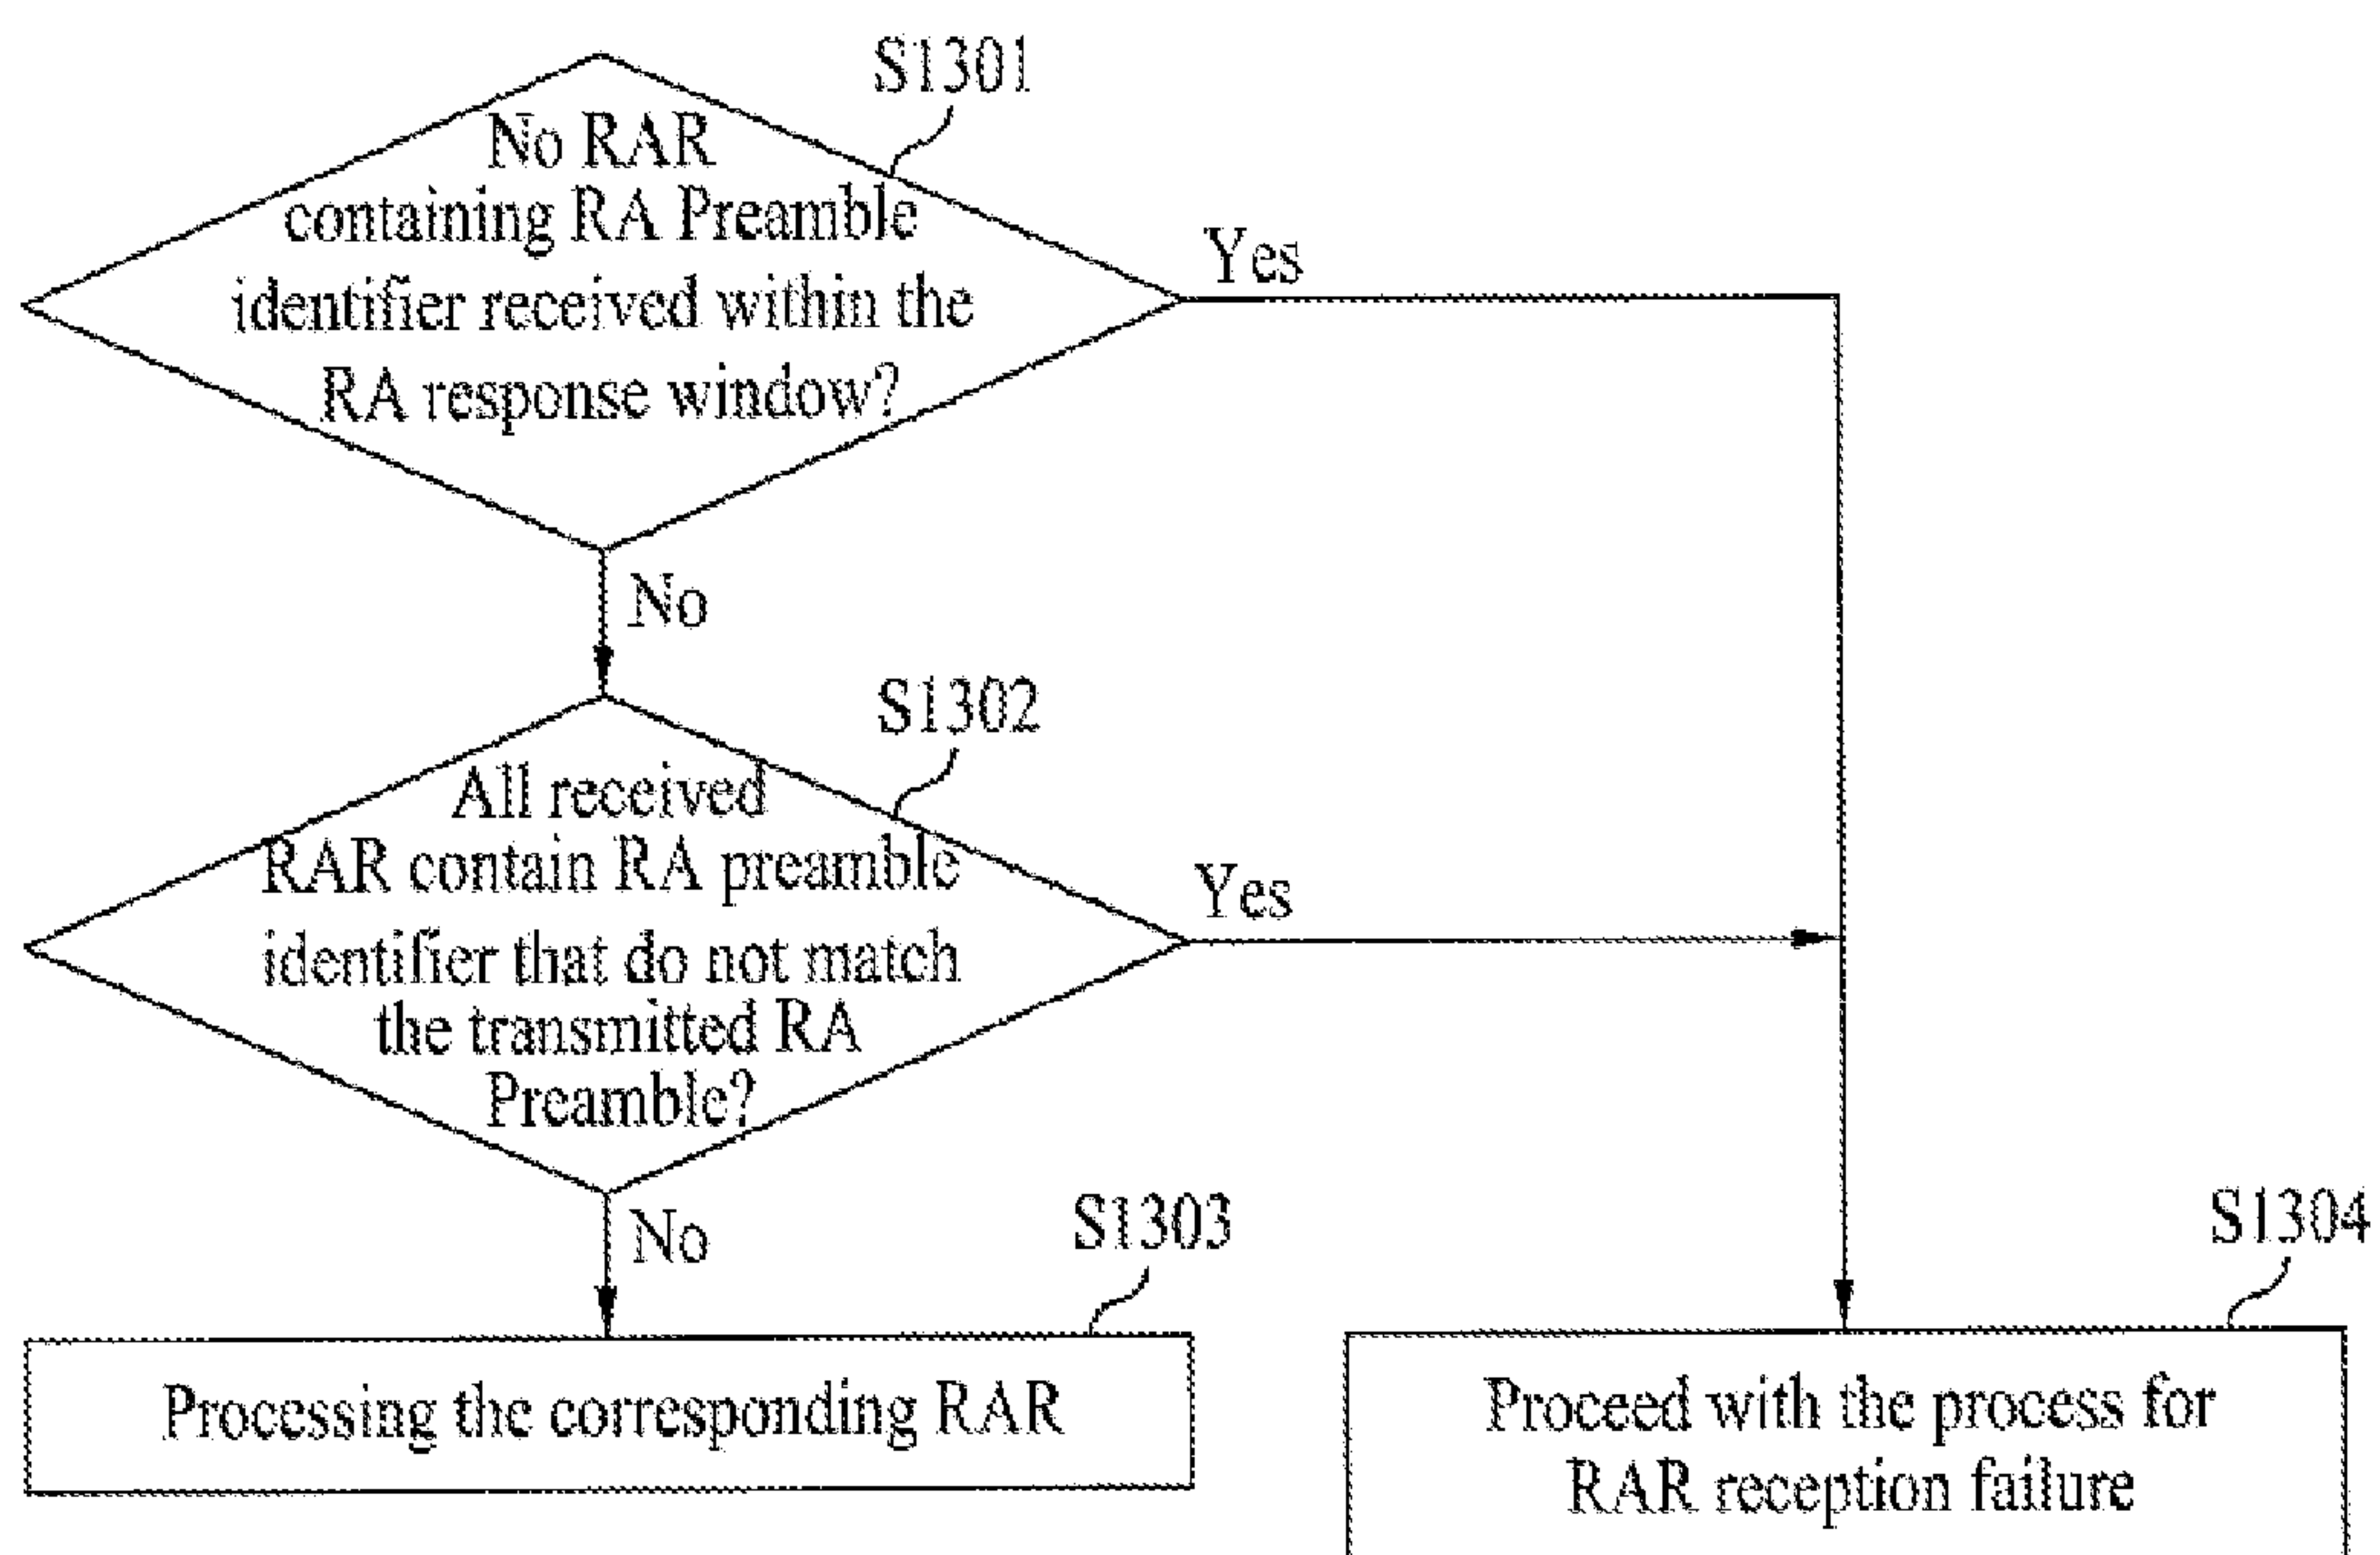 S1301
No RAR
containing RA Preamble
identifier received within the
RA response window?
Yes
No
S1302
All received
RAR contain RA preamble
identifier that do not match
the transmitted RA
Preamble?
Yes
No
S1303
Processing the corresponding RAR
S1304
Proceed with the process for
RAR reception failure